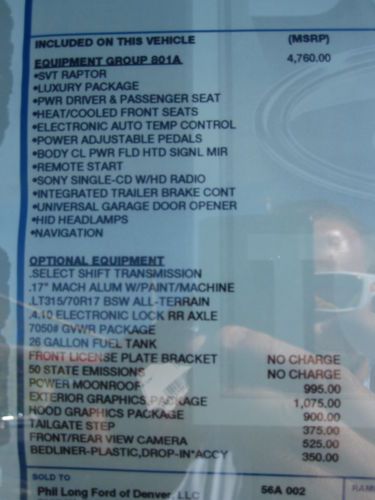 INCLUDED ON THIS VEHICLE (MSRP)
EQUIPMENT GROUP 801A 4,760.00
•SVT RAPTOR
•LUXURY PACKAGE
•PWR DRIVER & PASSENGER SEAT
•HEAT/COOLED FRONT SEATS
•ELECTRONIC AUTO TEMP CONTROL
•POWER ADJUSTABLE PEDALS
•BODY CL PWR FLD HTD SIGNL MIR
•REMOTE START
•SONY SINGLE-CD W/HD RADIO
•INTEGRATED TRAILER BRAKE CONT
•UNIVERSAL GARAGE DOOR OPENER
•HID HEADLAMPS
•NAVIGATION
OPTIONAL EQUIPMENT
.SELECT SHIFT TRANSMISSION
.17" MACH ALUM W/PAINT/MACHINE
.LT315/70R17 BSW ALL-TERRAIN
.4.10 ELECTRONIC LOCK RR AXLE
7050# GVWR PACKAGE
26 GALLON FUEL TANK
FRONT LICENSE PLATE BRACKET NO CHARGE
50 STATE EMISSIONS NO CHARGE
POWER MOONROOF 995.00
EXTERIOR GRAPHICS PACKAGE 1,075.00
HOOD GRAPHICS PACKAGE 900.00
TAILGATE STEP 375.00
FRONT/REAR VIEW CAMERA 525.00
BEDLINER-PLASTIC,DROP-IN*ACCY 350.00
SOLD TO
Phil Long Ford of Denver, LLC 56A 002 RAM